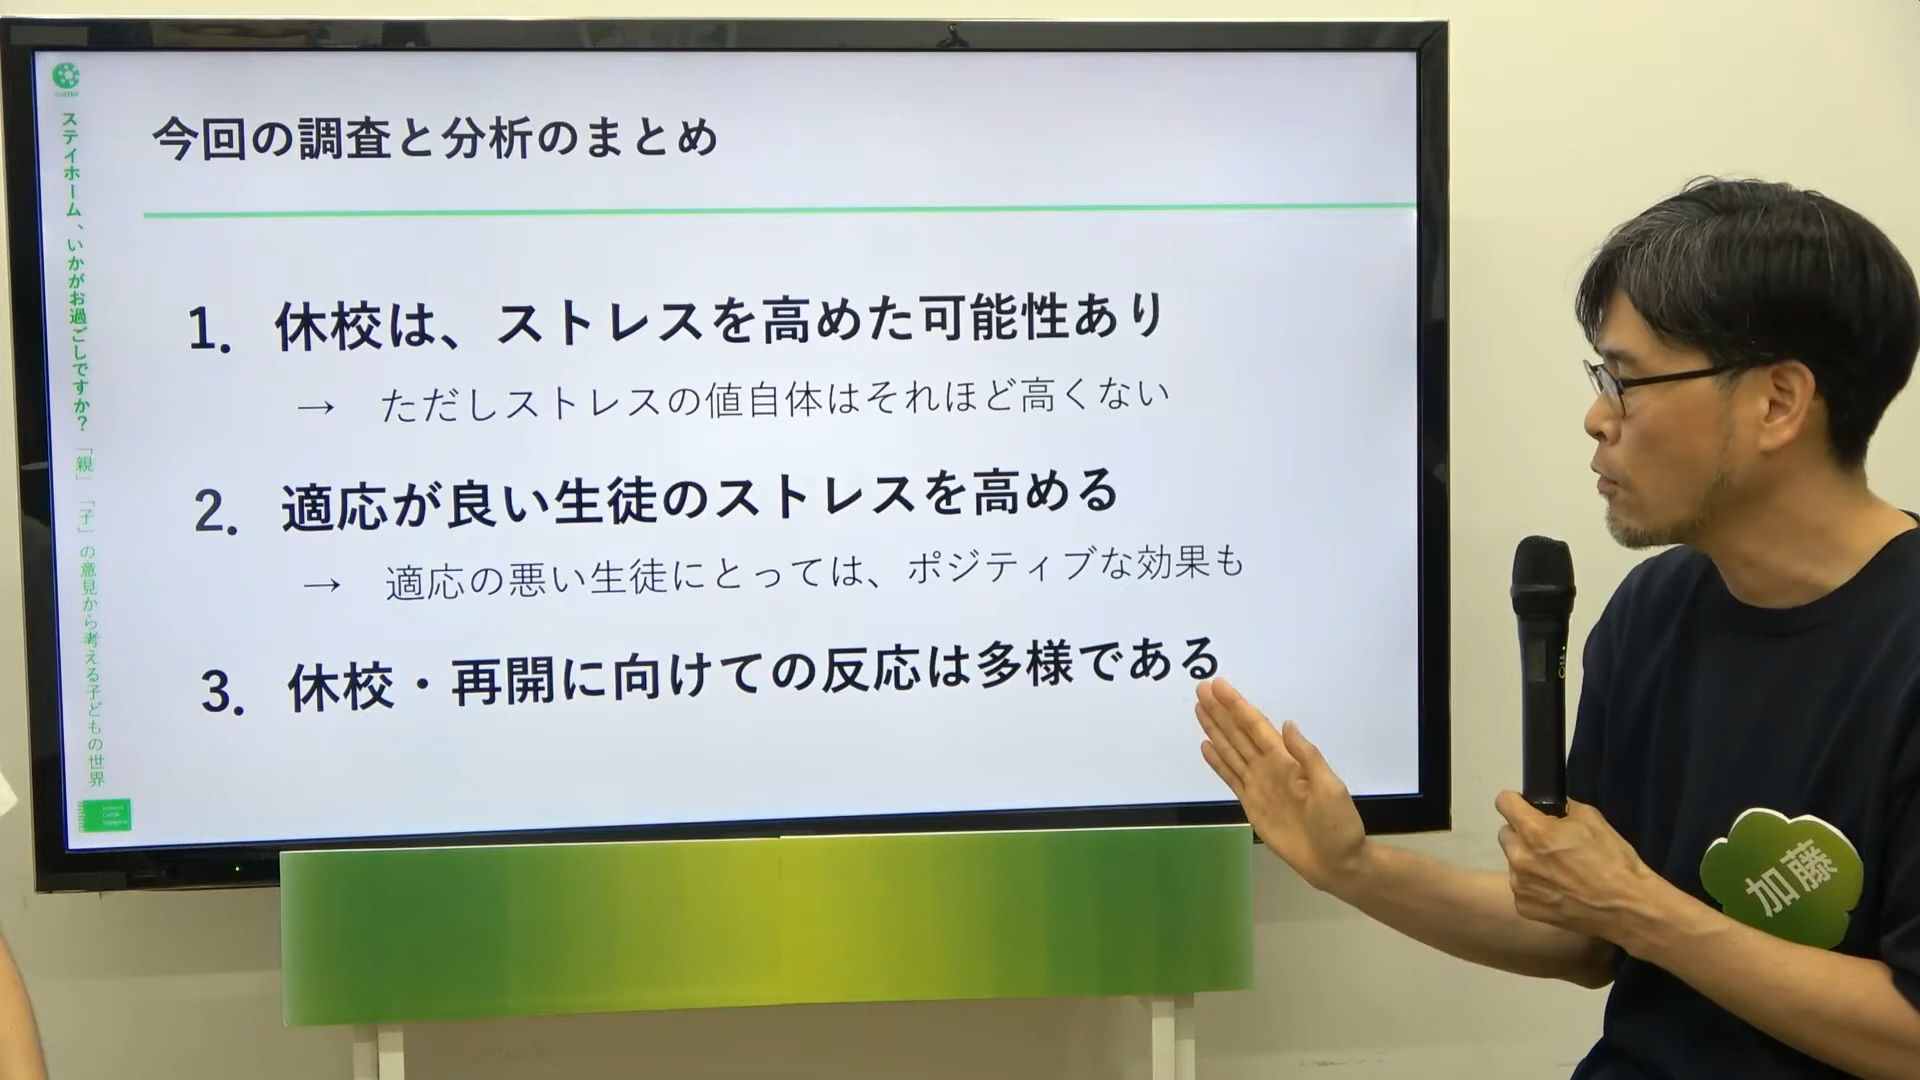 今回の調査と分析のまとめ
1. 休校は、ストレスを高めた可能性あり
→ ただしストレスの値自体はそれほど高くない
2. 適応が良い生徒のストレスを高める
→ 適応の悪い生徒にとっては、ポジティブな効果も
3. 休校・再開に向けての反応は多様である
ステイホーム、いかがお過ごしですか？「親」「子」の意見から考える子どもの世界
加藤